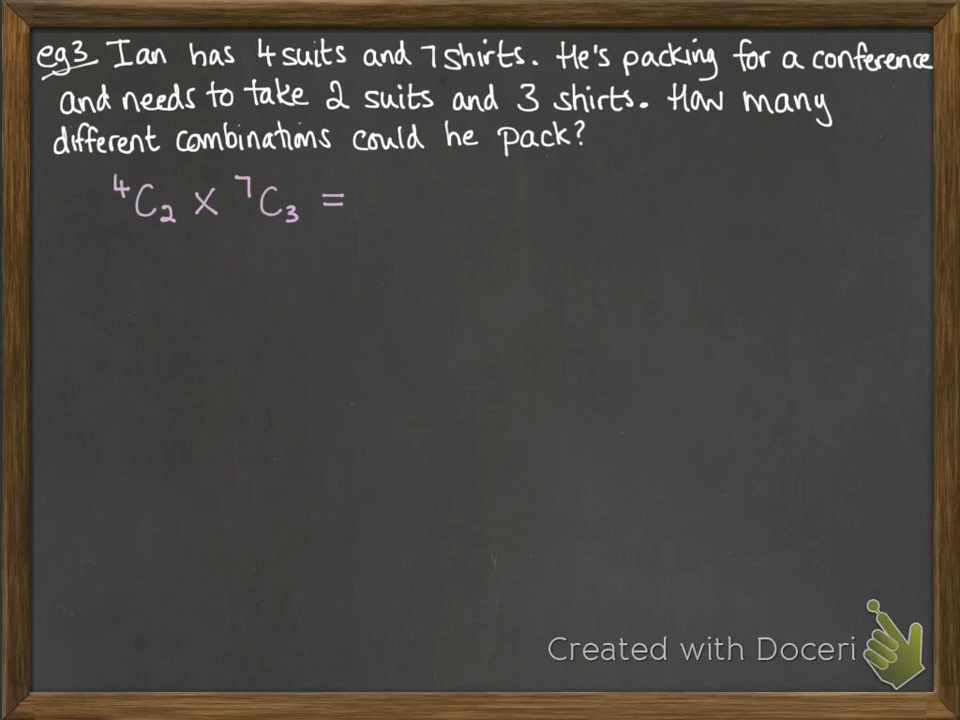 eg3 Ian has 4 suits and 7 shirts. He's packing for a conference
and needs to take 2 suits and 3 shirts. How many
different combinations could he pack?
⁴C₂ × ⁷C₃ =
Created with Doceri